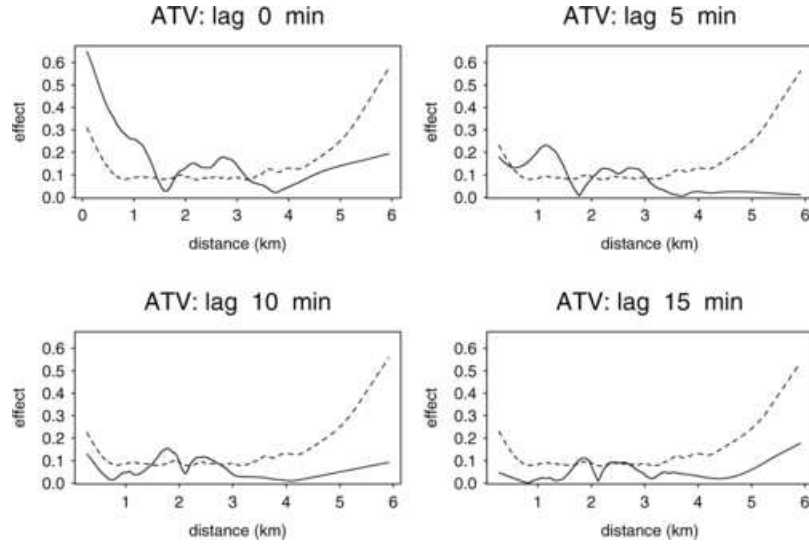 ATV: lag 0 min
effect
0.6
0.5
0.4
0.3
0.2
0.1
0.0
0 1 2 3 4 5 6
distance (km)
ATV: lag 5 min
effect
0.6
0.5
0.4
0.3
0.2
0.1
0.0
1 2 3 4 5 6
distance (km)
ATV: lag 10 min
effect
0.6
0.5
0.4
0.3
0.2
0.1
0.0
1 2 3 4 5 6
distance (km)
ATV: lag 15 min
effect
0.6
0.5
0.4
0.3
0.2
0.1
0.0
1 2 3 4 5 6
distance (km)